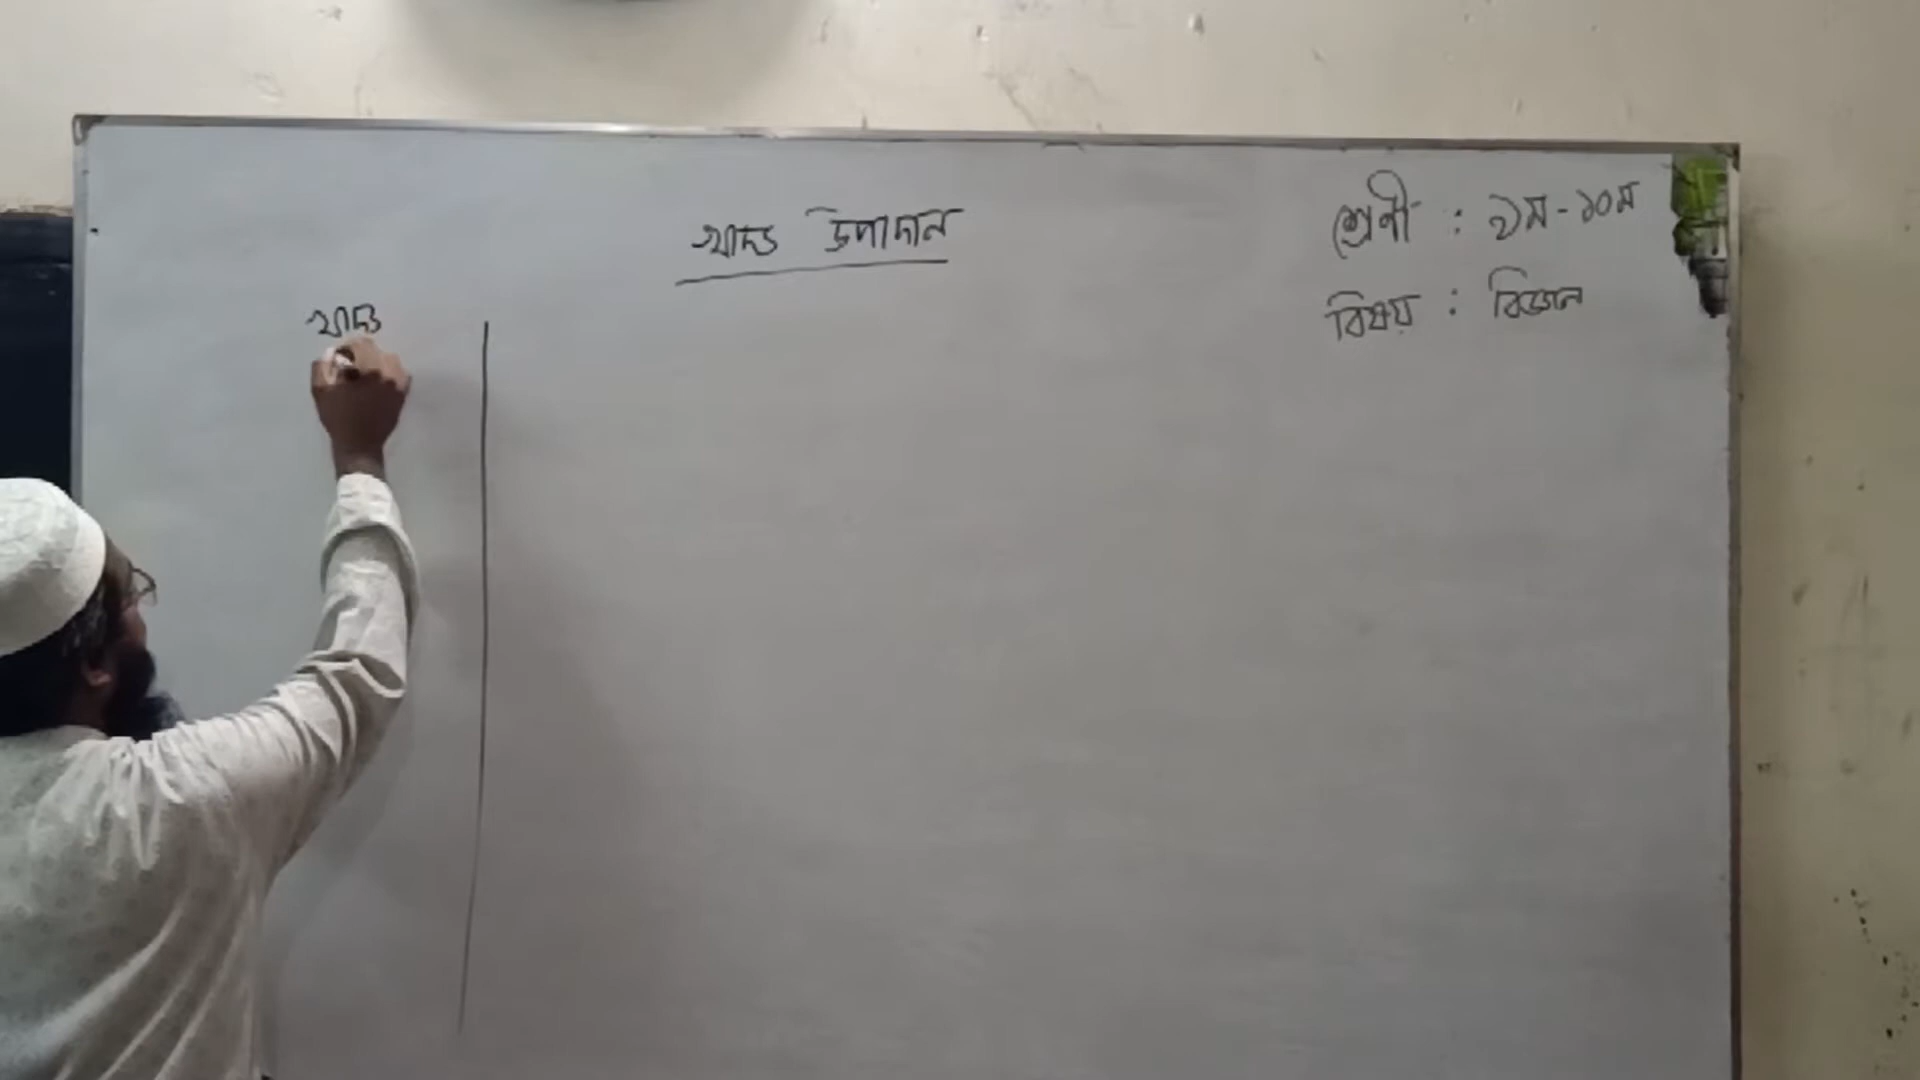 খাদ্য উপাদান
শ্রেণী : ৯ম-১০ম
বিষয় : বিজ্ঞান
খাদ্য